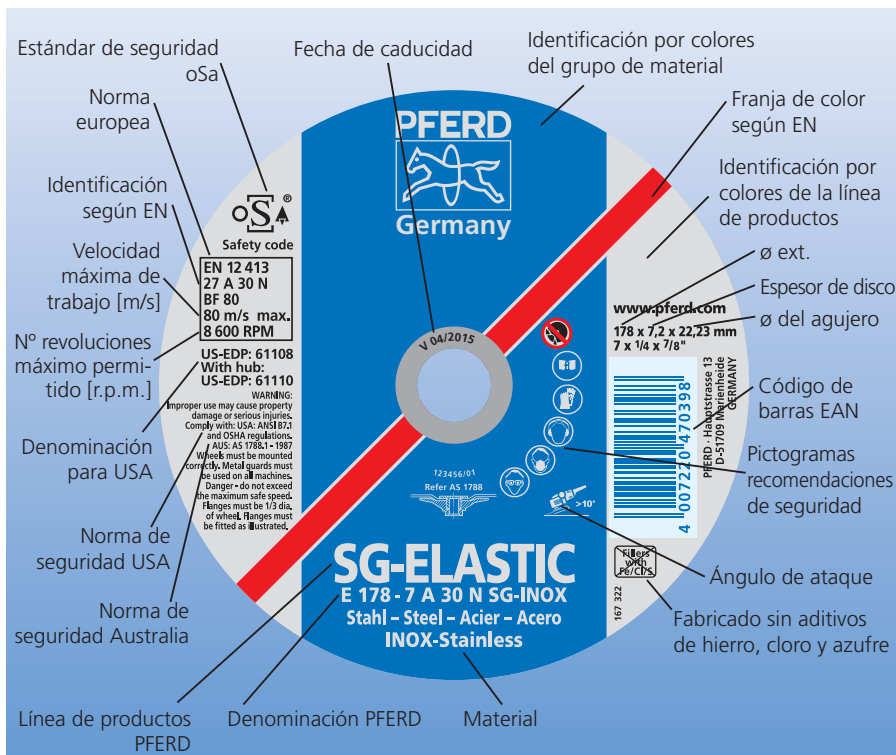 Estándar de seguridad
oSa
Fecha de caducidad
Identificación por colores
del grupo de material
Norma
europea
Franja de color
según EN
Identificación
según EN
Identificación por
colores de la línea
de productos
Velocidad
máxima de
trabajo [m/s]
ø ext.
Espesor de disco
ø del agujero
Nº revoluciones
máximo permi-
tido [r.p.m.]
Código de
barras EAN
Denominación
para USA
Pictogramas
recomendaciones
de seguridad
Norma de
seguridad USA
Ángulo de ataque
Norma de
seguridad Australia
Fabricado sin aditivos
de hierro, cloro y azufre
Línea de productos
PFERD
Denominación PFERD
Material
PFERD
Germany
oS®
Safety code
EN 12 413
27 A 30 N
BF 80
80 m/s max.
8 600 RPM
US-EDP: 61108
With hub:
US-EDP: 61110
WARNING:
Improper use may cause property
damage or serious injuries.
Comply with: USA: ANSI B7.1
and OSHA regulations.
AUS: AS 1788.1 - 1987
Wheels must be mounted
correctly. Metal guards must
be used on all machines.
Danger - do not exceed
the maximum safe speed.
Flanges must be 1/3 dia.
of wheel. Flanges must
be fitted as illustrated.
V 04/2015
www.pferd.com
178 x 7,2 x 22,23 mm
7 x 1/4 x 7/8"
PFERD · Hauptstrasse 13
D-51709 Marienheide
GERMANY
4 007220 470398
123456/01
Refer AS 1788
>10°
Fillers
with
Fe/Cl/S
167 322
SG-ELASTIC
E 178 - 7 A 30 N SG-INOX
Stahl – Steel – Acier – Acero
INOX-Stainless